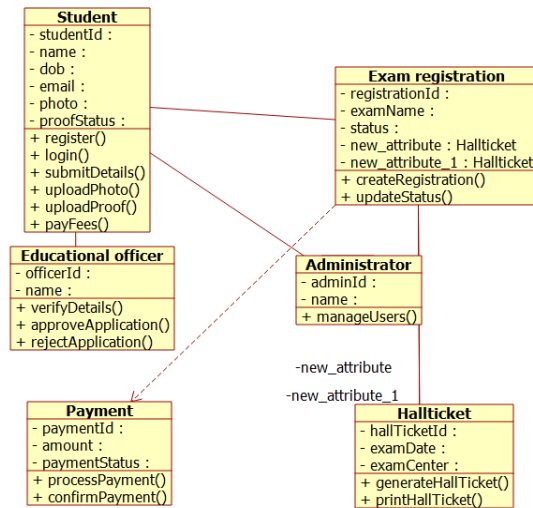 Student
- studentId :
- name :
- dob :
- email :
- photo :
- proofStatus :
+ register()
+ login()
+ submitDetails()
+ uploadPhoto()
+ uploadProof()
+ payFees()
Exam registration
- registrationId :
- examName :
- status :
- new_attribute : Hallticket
- new_attribute_1 : Hallticket
+ createRegistration()
+ updateStatus()
Educational officer
- officerId :
- name :
+ verifyDetails()
+ approveApplication()
+ rejectApplication()
Administrator
- adminId :
- name :
+ manageUsers()
-new_attribute
-new_attribute_1
Payment
- paymentId :
- amount :
- paymentStatus :
+ processPayment()
+ confirmPayment()
Hallticket
- hallTicketId :
- examDate :
- examCenter :
+ generateHallTicket()
+ printHallTicket()